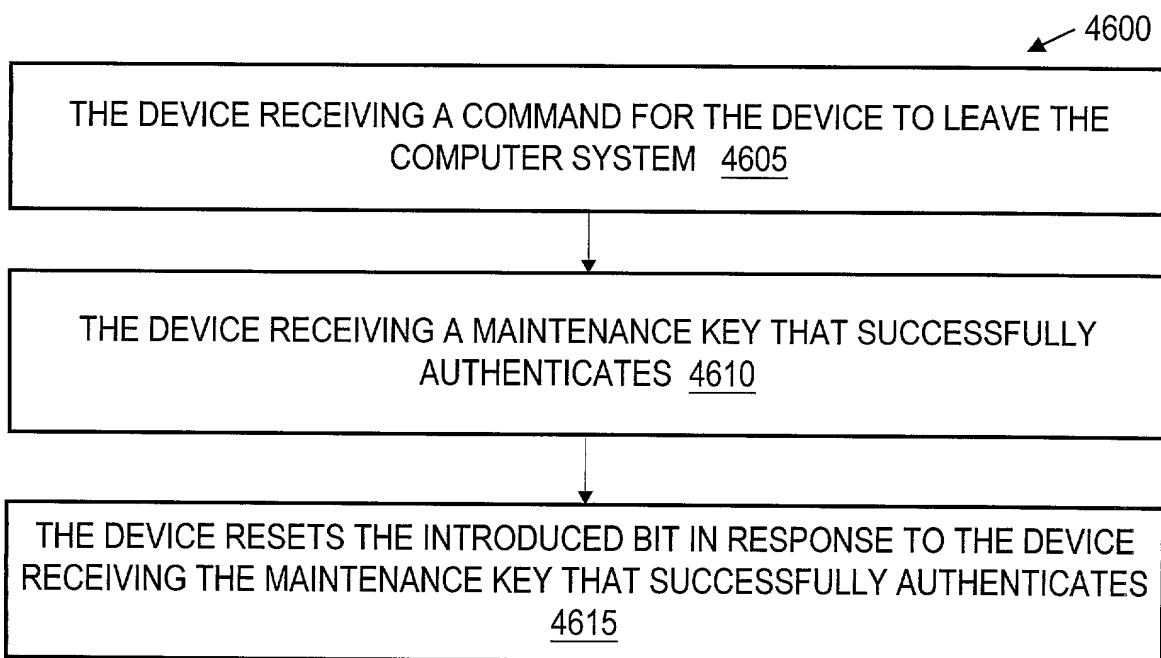 4600
THE DEVICE RECEIVING A COMMAND FOR THE DEVICE TO LEAVE THE
COMPUTER SYSTEM 4605
THE DEVICE RECEIVING A MAINTENANCE KEY THAT SUCCESSFULLY
AUTHENTICATES 4610
THE DEVICE RESETS THE INTRODUCED BIT IN RESPONSE TO THE DEVICE
RECEIVING THE MAINTENANCE KEY THAT SUCCESSFULLY AUTHENTICATES
4615